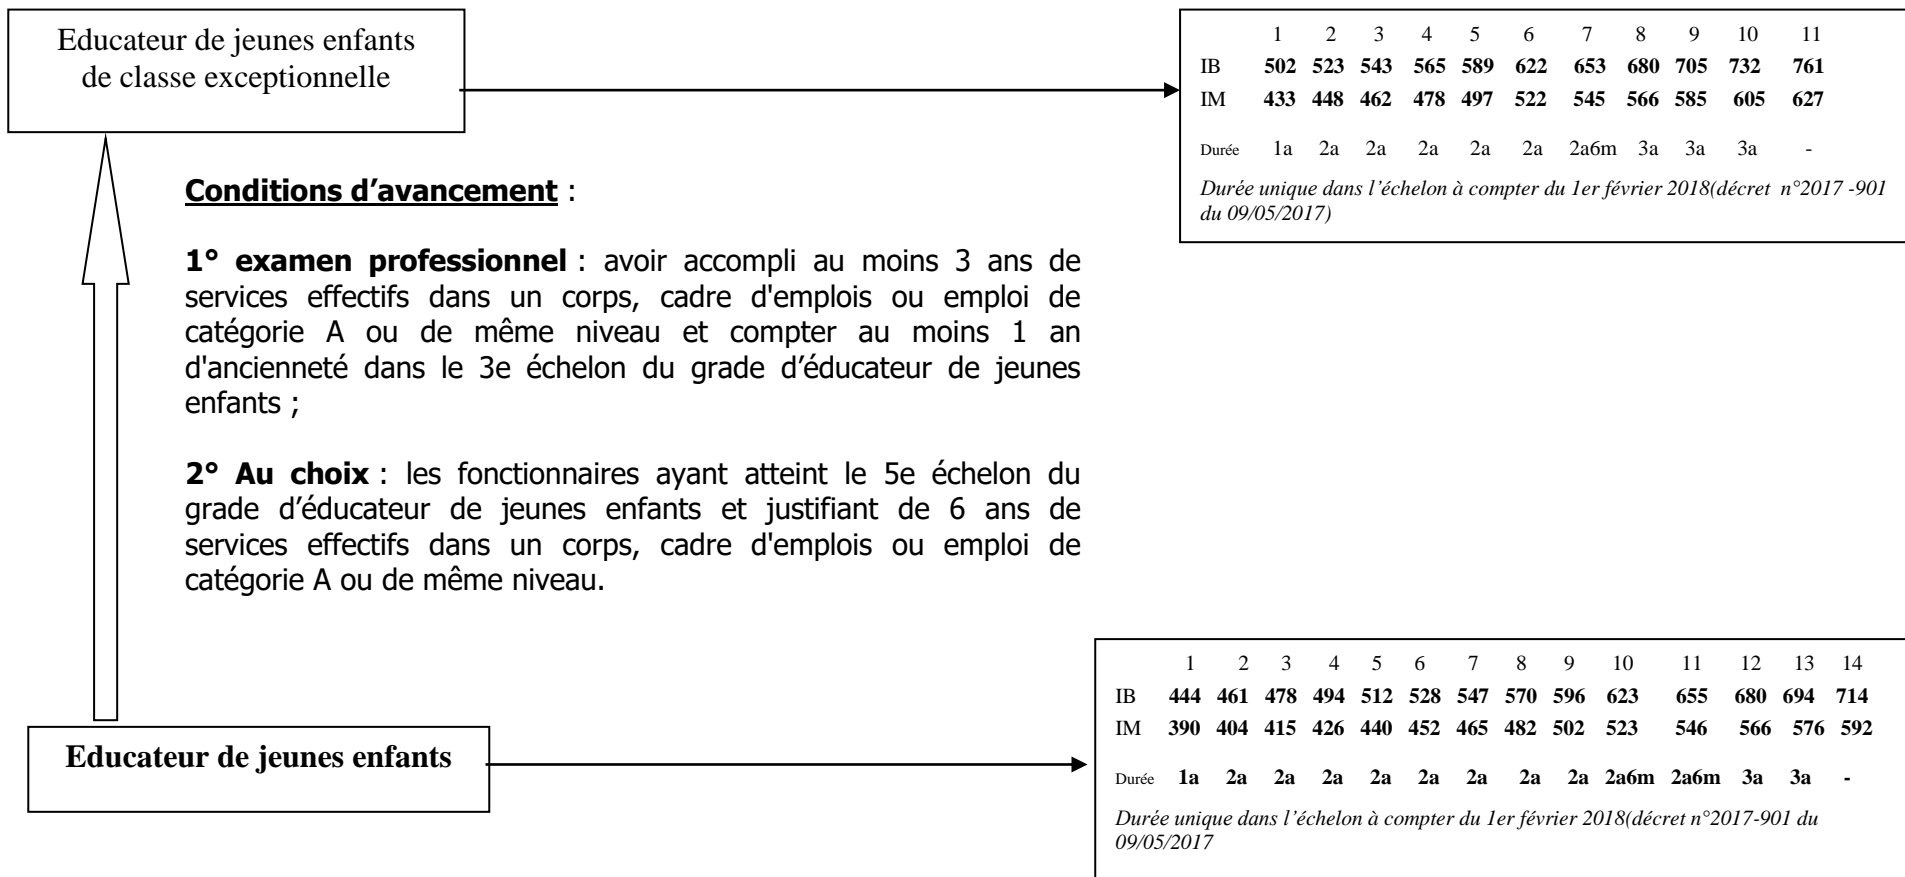 Educateur de jeunes enfants
de classe exceptionnelle
1 2 3 4 5 6 7 8 9 10 11
IB 502 523 543 565 589 622 653 680 705 732 761
IM 433 448 462 478 497 522 545 566 585 605 627
Durée 1a 2a 2a 2a 2a 2a 2a6m 3a 3a 3a -
Durée unique dans l’échelon à compter du 1er février 2018(décret n°2017 -901
du 09/05/2017)
Conditions d’avancement :
1° examen professionnel : avoir accompli au moins 3 ans de
services effectifs dans un corps, cadre d'emplois ou emploi de
catégorie A ou de même niveau et compter au moins 1 an
d'ancienneté dans le 3e échelon du grade d’éducateur de jeunes
enfants ;
2° Au choix : les fonctionnaires ayant atteint le 5e échelon du
grade d’éducateur de jeunes enfants et justifiant de 6 ans de
services effectifs dans un corps, cadre d'emplois ou emploi de
catégorie A ou de même niveau.
Educateur de jeunes enfants
1 2 3 4 5 6 7 8 9 10 11 12 13 14
IB 444 461 478 494 512 528 547 570 596 623 655 680 694 714
IM 390 404 415 426 440 452 465 482 502 523 546 566 576 592
Durée 1a 2a 2a 2a 2a 2a 2a 2a 2a 2a6m 2a6m 3a 3a -
Durée unique dans l’échelon à compter du 1er février 2018(décret n°2017-901 du
09/05/2017